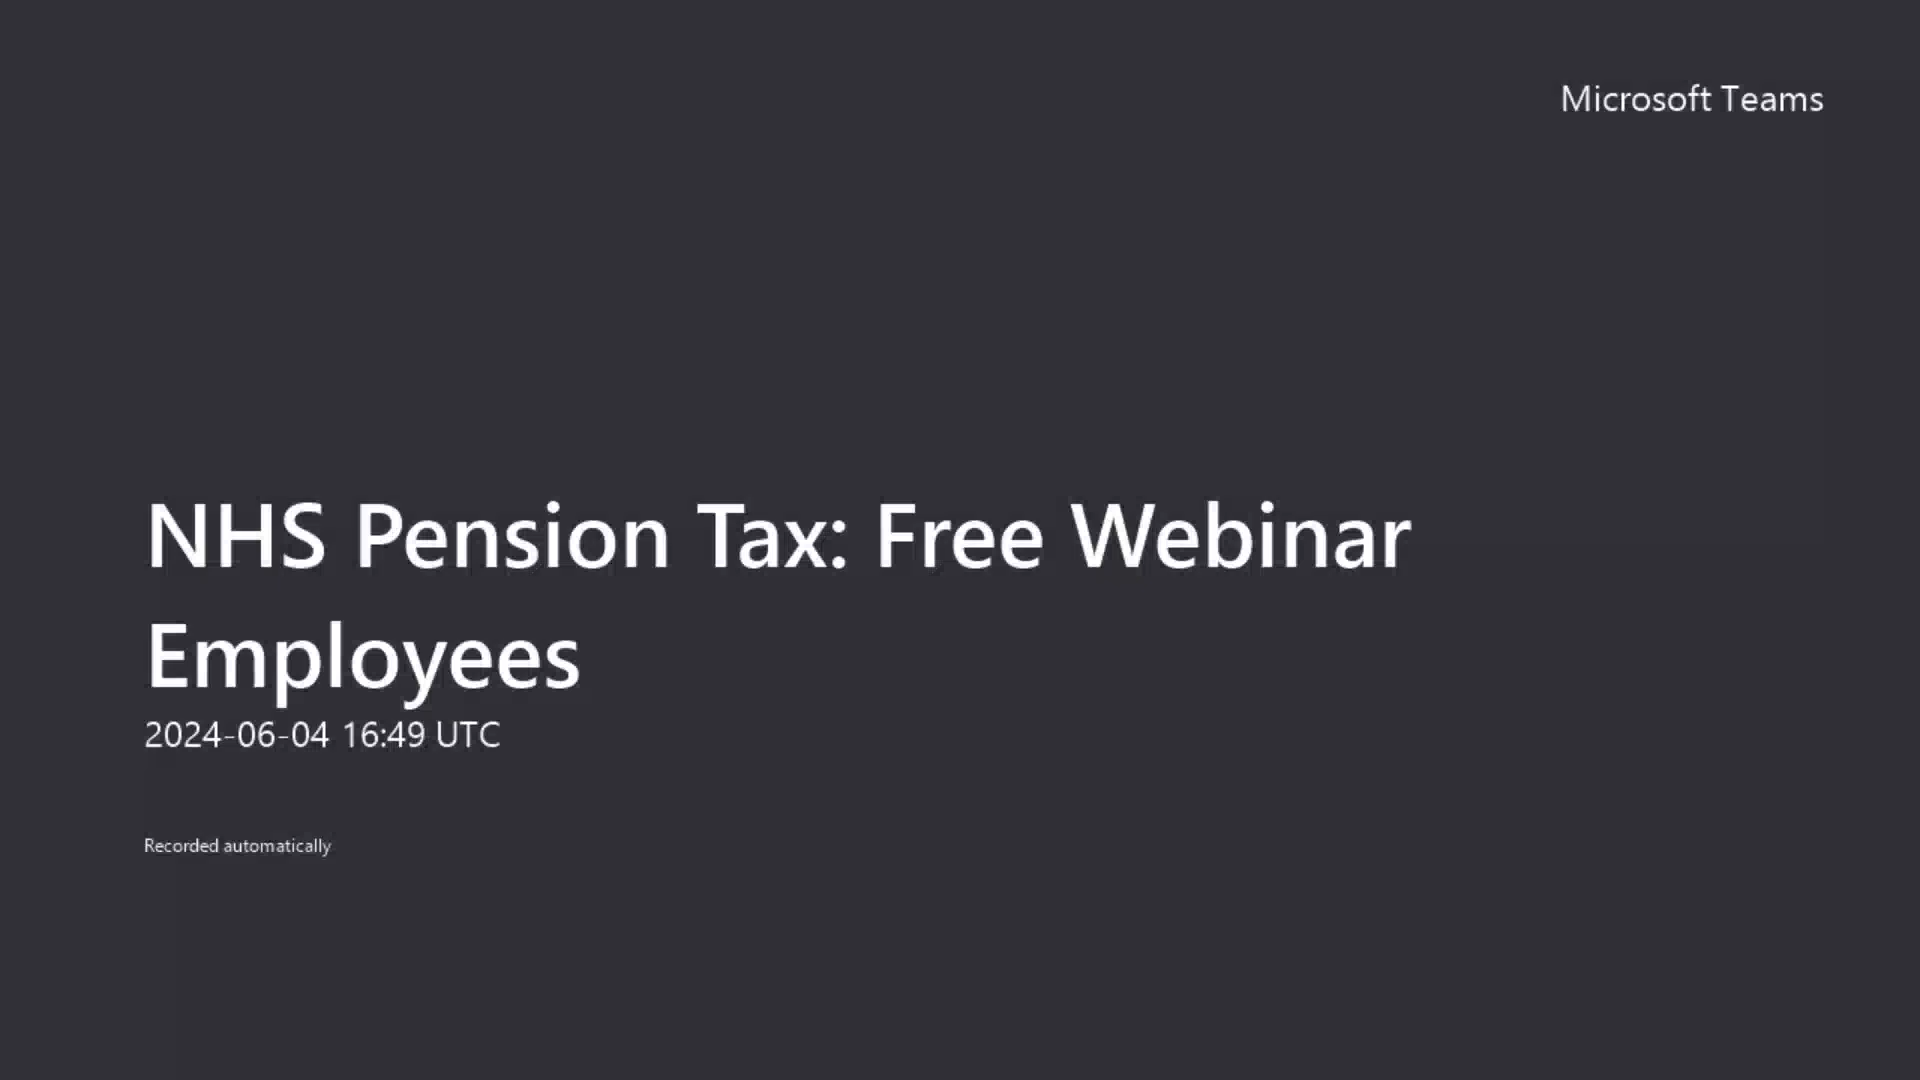 Microsoft Teams
NHS Pension Tax: Free Webinar
Employees
2024-06-04 16:49 UTC
Recorded automatically